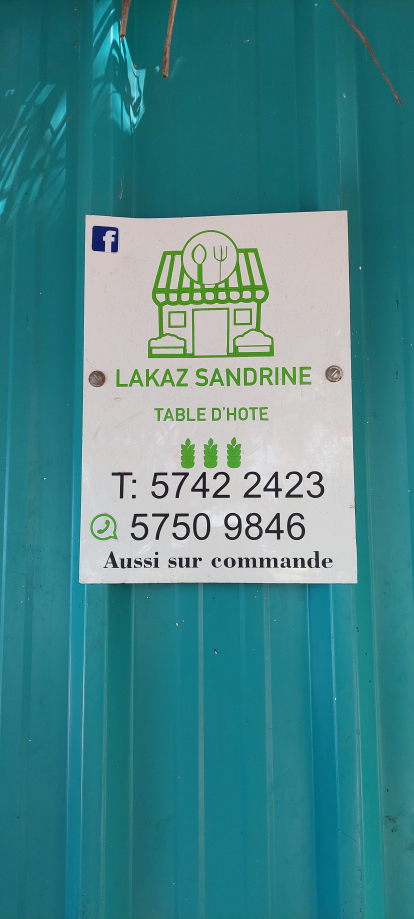 f
LAKAZ SANDRINE
TABLE D'HOTE
T: 5742 2423
5750 9846
Aussi sur commande